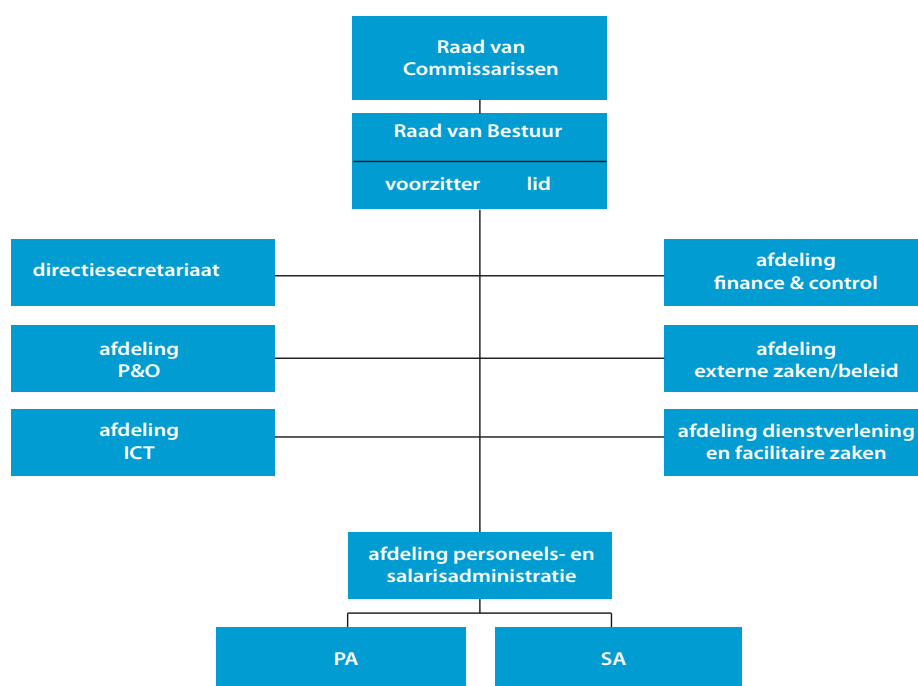 Raad van
Commissarissen
Raad van Bestuur
voorzitter lid
directiesecretariaat
afdeling
finance & control
afdeling
P&O
afdeling
externe zaken/beleid
afdeling
ICT
afdeling dienstverlening
en facilitaire zaken
afdeling personeels- en
salarisadministratie
PA
SA